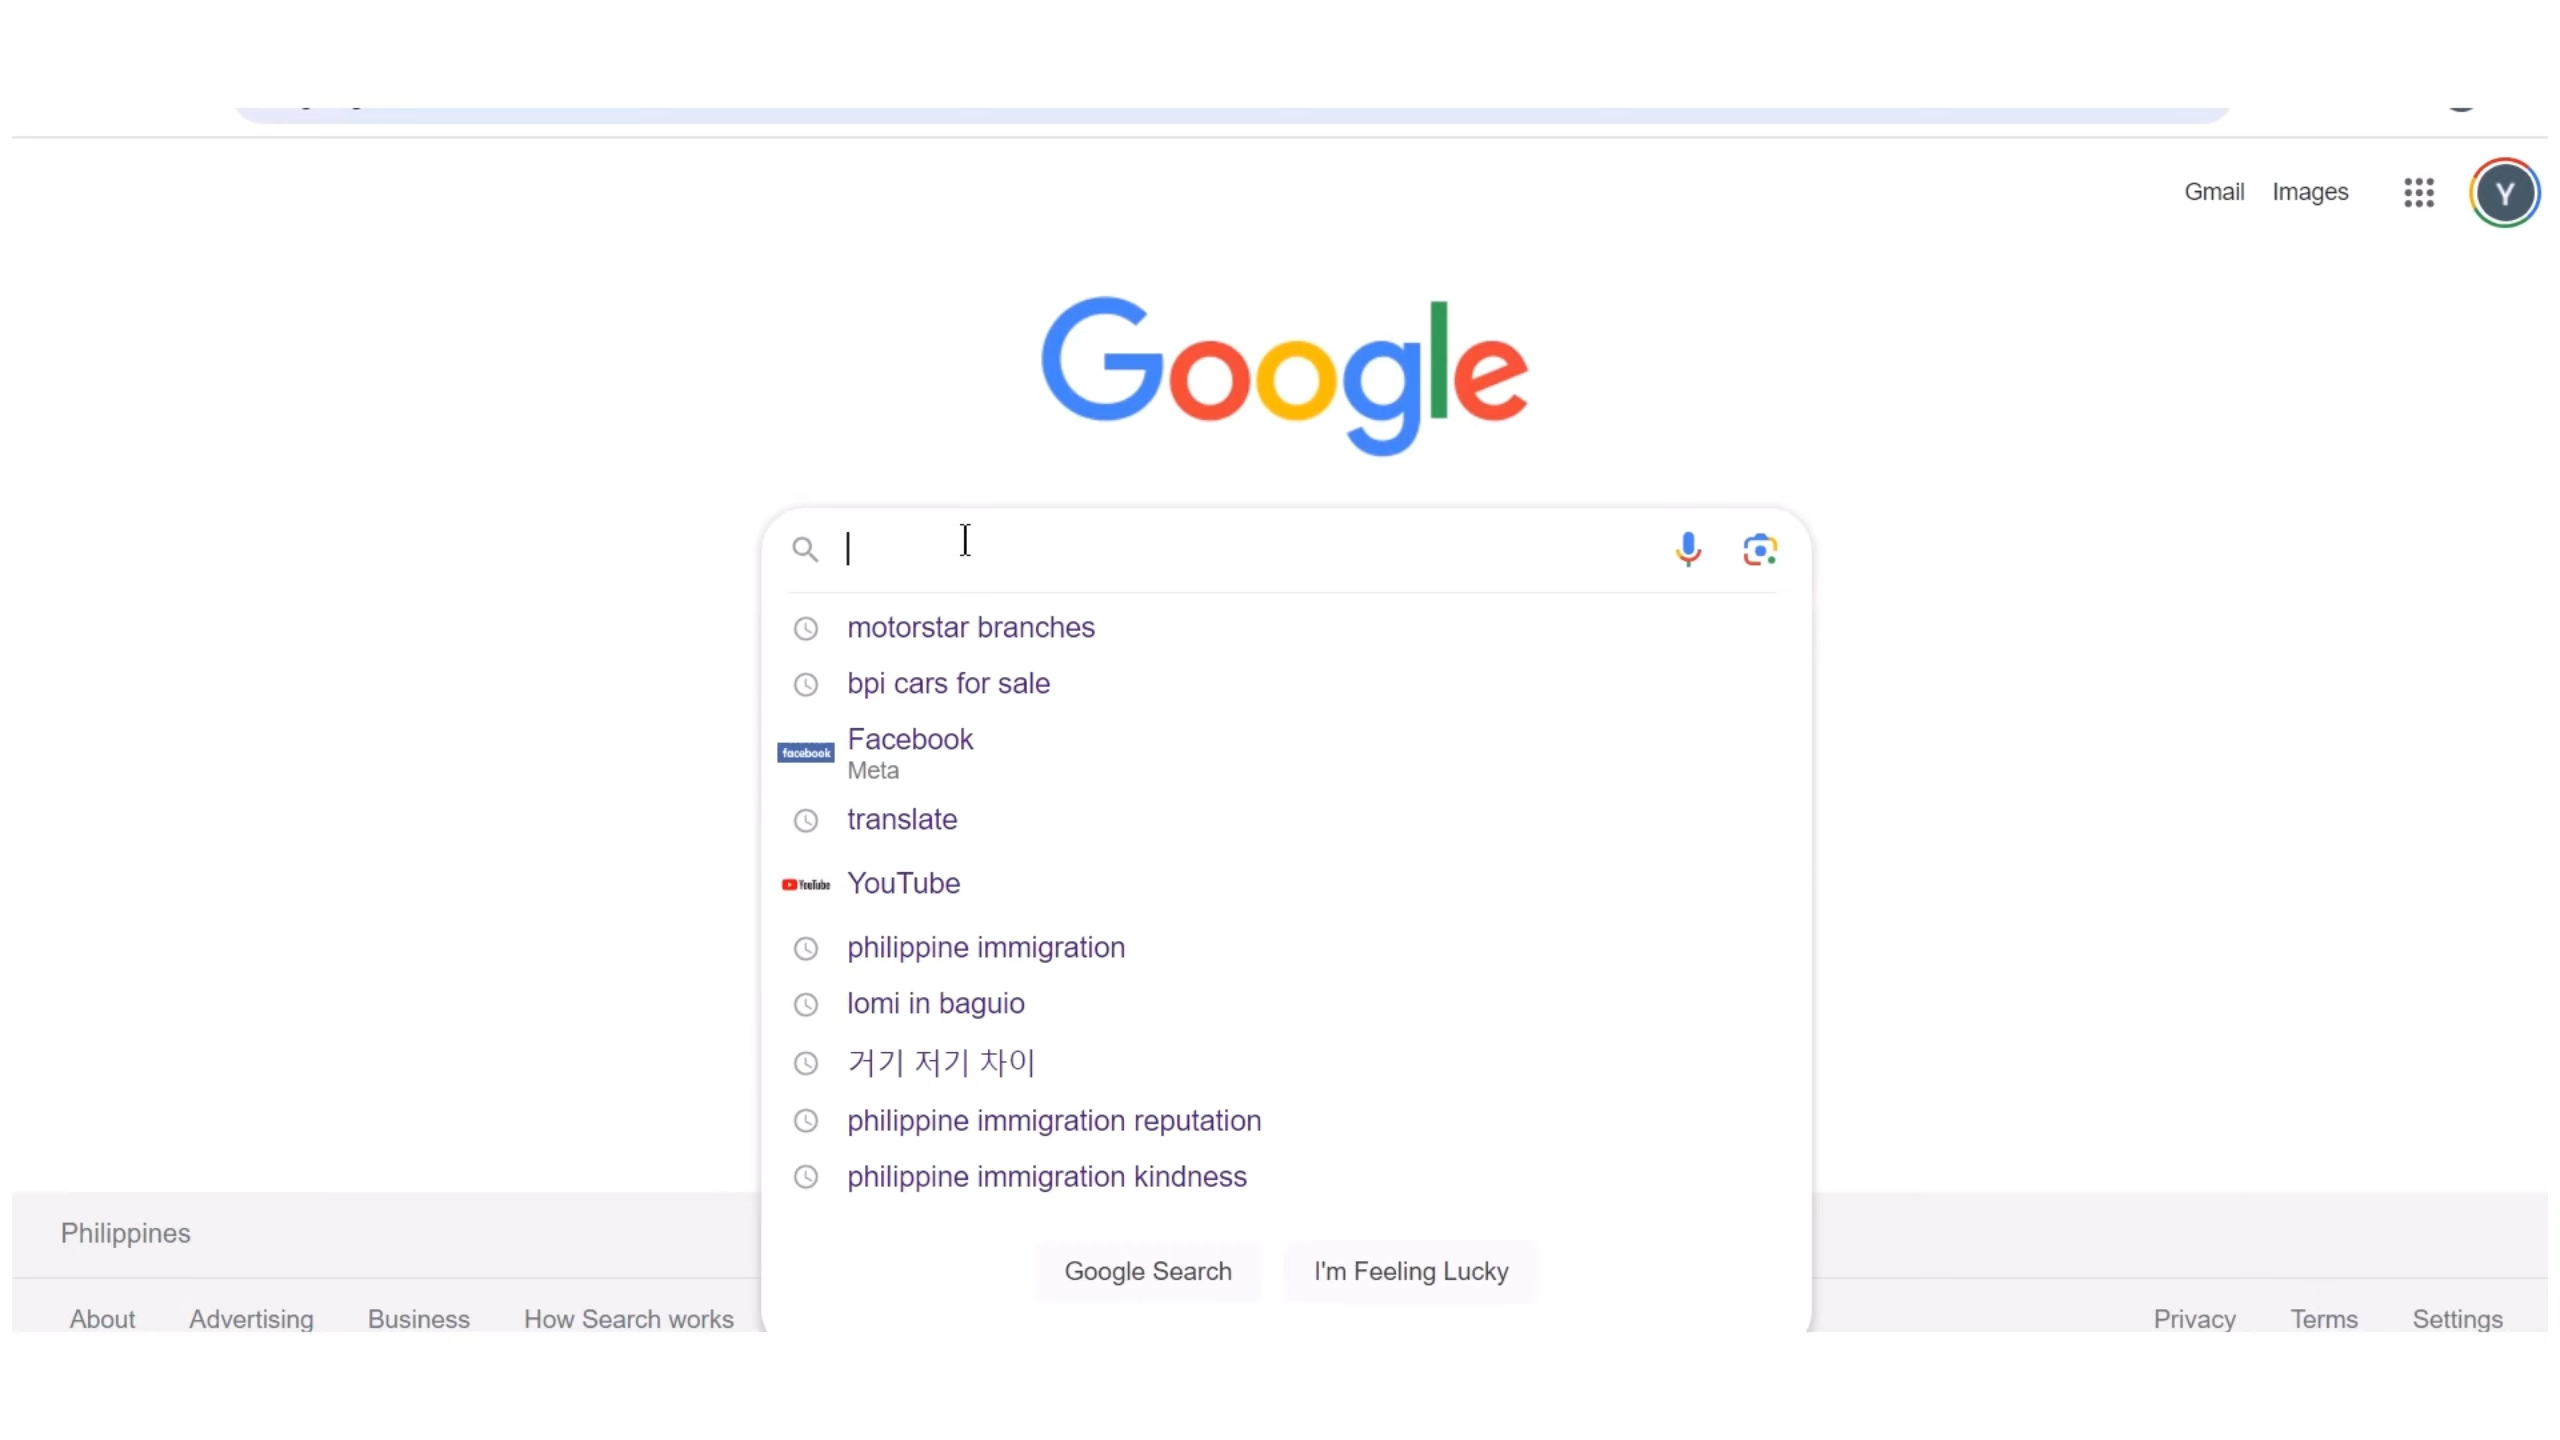 Gmail Images
Y
Google
motorstar branches
bpi cars for sale
facebook
Facebook
Meta
translate
YouTube
YouTube
philippine immigration
lomi in baguio
거기 저기 차이
philippine immigration reputation
philippine immigration kindness
Google Search I'm Feeling Lucky
Philippines
About Advertising Business How Search works Privacy Terms Settings